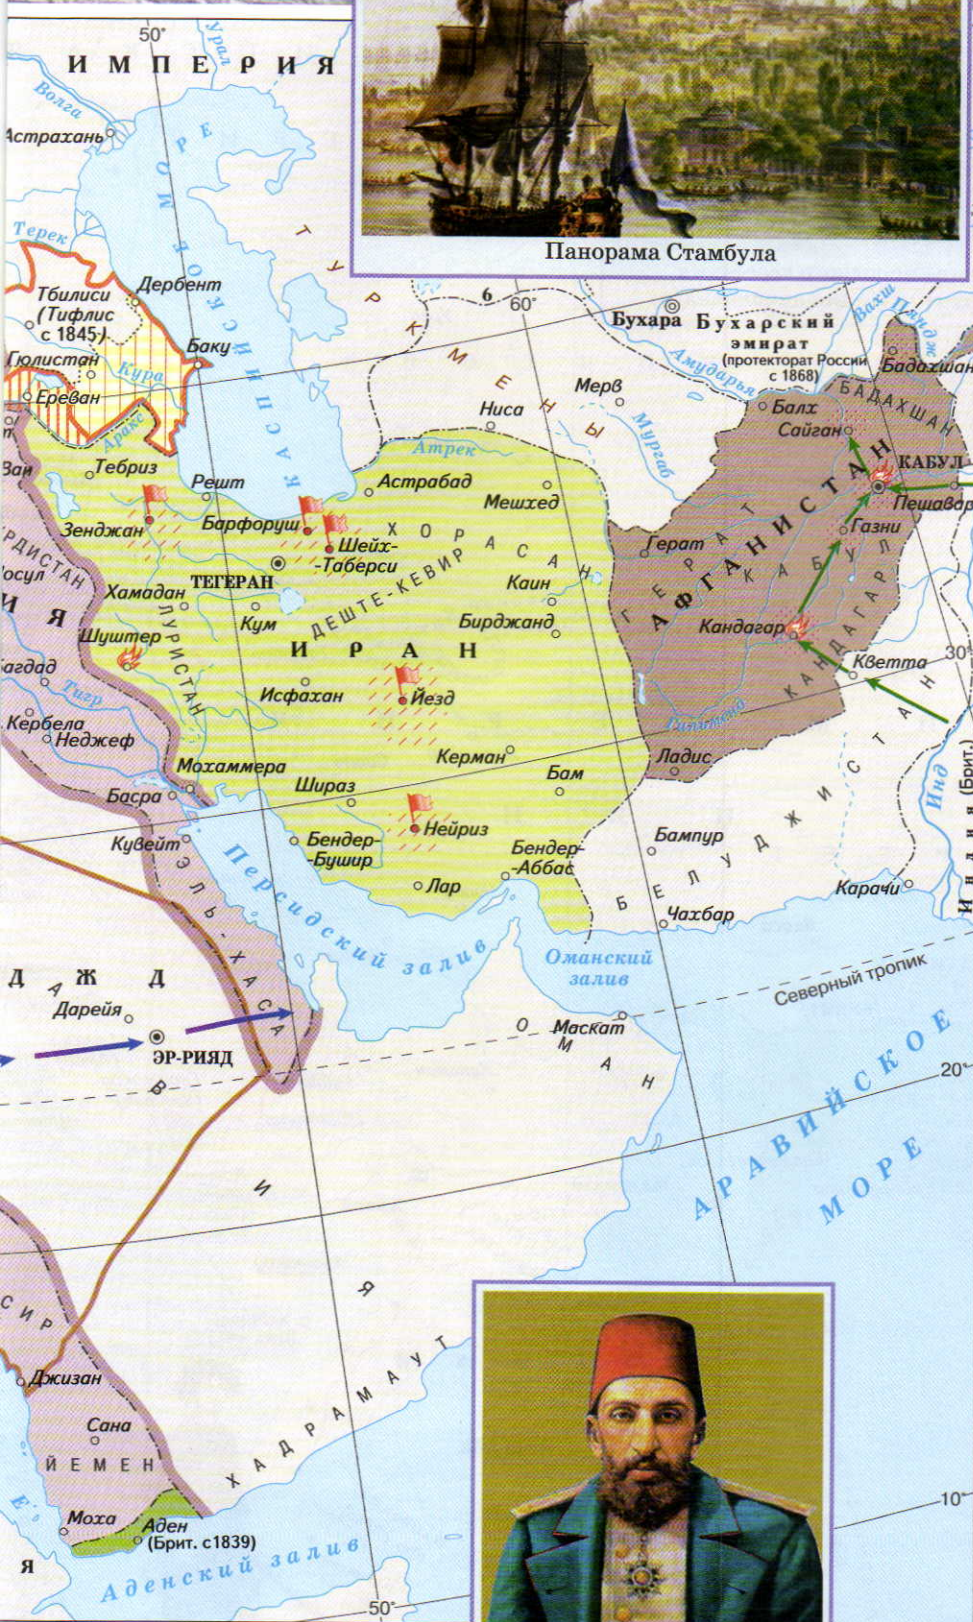 50°
Урал
ИМПЕРИЯ
Волга
Астрахань
Панорама Стамбула
Терек
КАСПИЙСКОЕ МОРЕ
ТУРКМЕНЫ
Дербент
Тбилиси
(Тифлис
с 1845)
Гюлистан
Кура
Баку
Ереван
Аракс
6
60°
Бухара
Бухарский
эмират
(протекторат России
с 1868)
Вахш
Пяндж
Амударья
Бадахшан
БАДАХШАН
Мерв
Ниса
Мургаб
Балх
Сайган
КАБУЛ
Пешавар
Газни
Ван
Тебриз
Решт
Атрек
Астрабад
Мешхед
Зенджан
Барфоруш
Шейх-
-Таберси
ХОРАСАН
Герат
ГЕРАТ
АФГАНИСТАН
КАБУЛ
ТЕГЕРАН
Хамадан
Кум
ДЕШТЕ-КЕВИР
Каин
Бирджанд
Кандагар
КАНДАГАР
Кветта
30°
ЛУРИСТАН
Шуштер
ИРАН
Исфахан
Йезд
Тигр
Кербела
Неджеф
Керман
Ладис
Мохаммера
Басра
Шираз
Бам
БЕЛУДЖИСТАН
Инд
(Брит.)
Кувейт
Бендер-
-Бушир
Нейриз
Бендер-
-Аббас
Бампур
Лар
Карачи
Чахбар
ЭЛЬ-ХАСА
Персидский залив
Оманский
залив
Северный тропик
Дарейя
ЭР-РИЯД
Маскат
ОМАН
20°
АРАВИЙСКОЕ
МОРЕ
Джизан
Сана
ЙЕМЕН
ХАДРАМАУТ
Моха
Аден
(Брит. с1839)
Аденский залив
10°
50°